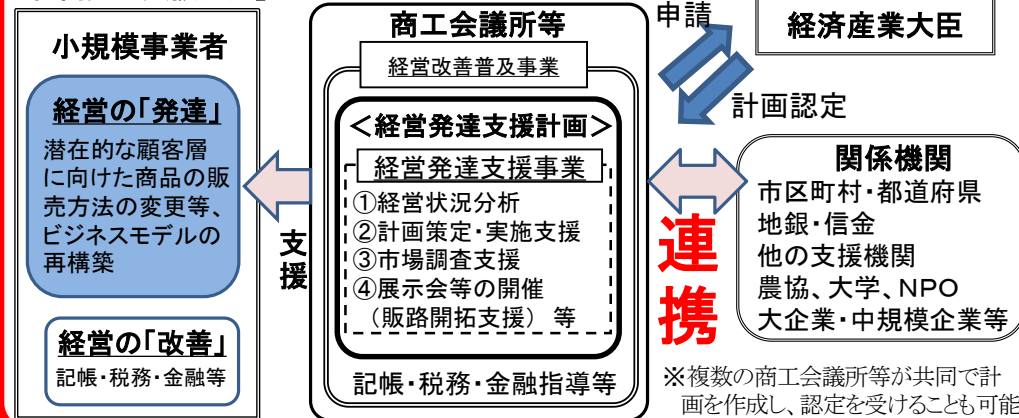 小規模事業者
経営の「発達」
潜在的な顧客層
に向けた商品の販
売方法の変更等、
ビジネスモデルの
再構築
経営の「改善」
記帳・税務・金融等
支援
商工会議所等
経営改善普及事業
＜経営発達支援計画＞
経営発達支援事業
①経営状況分析
②計画策定・実施支援
③市場調査支援
④展示会等の開催
（販路開拓支援） 等
記帳・税務・金融指導等
申請
経済産業大臣
計画認定
連携
関係機関
市区町村・都道府県
地銀・信金
他の支援機関
農協、大学、NPO
大企業・中規模企業等
※複数の商工会議所等が共同で計
画を作成し、認定を受けることも可能